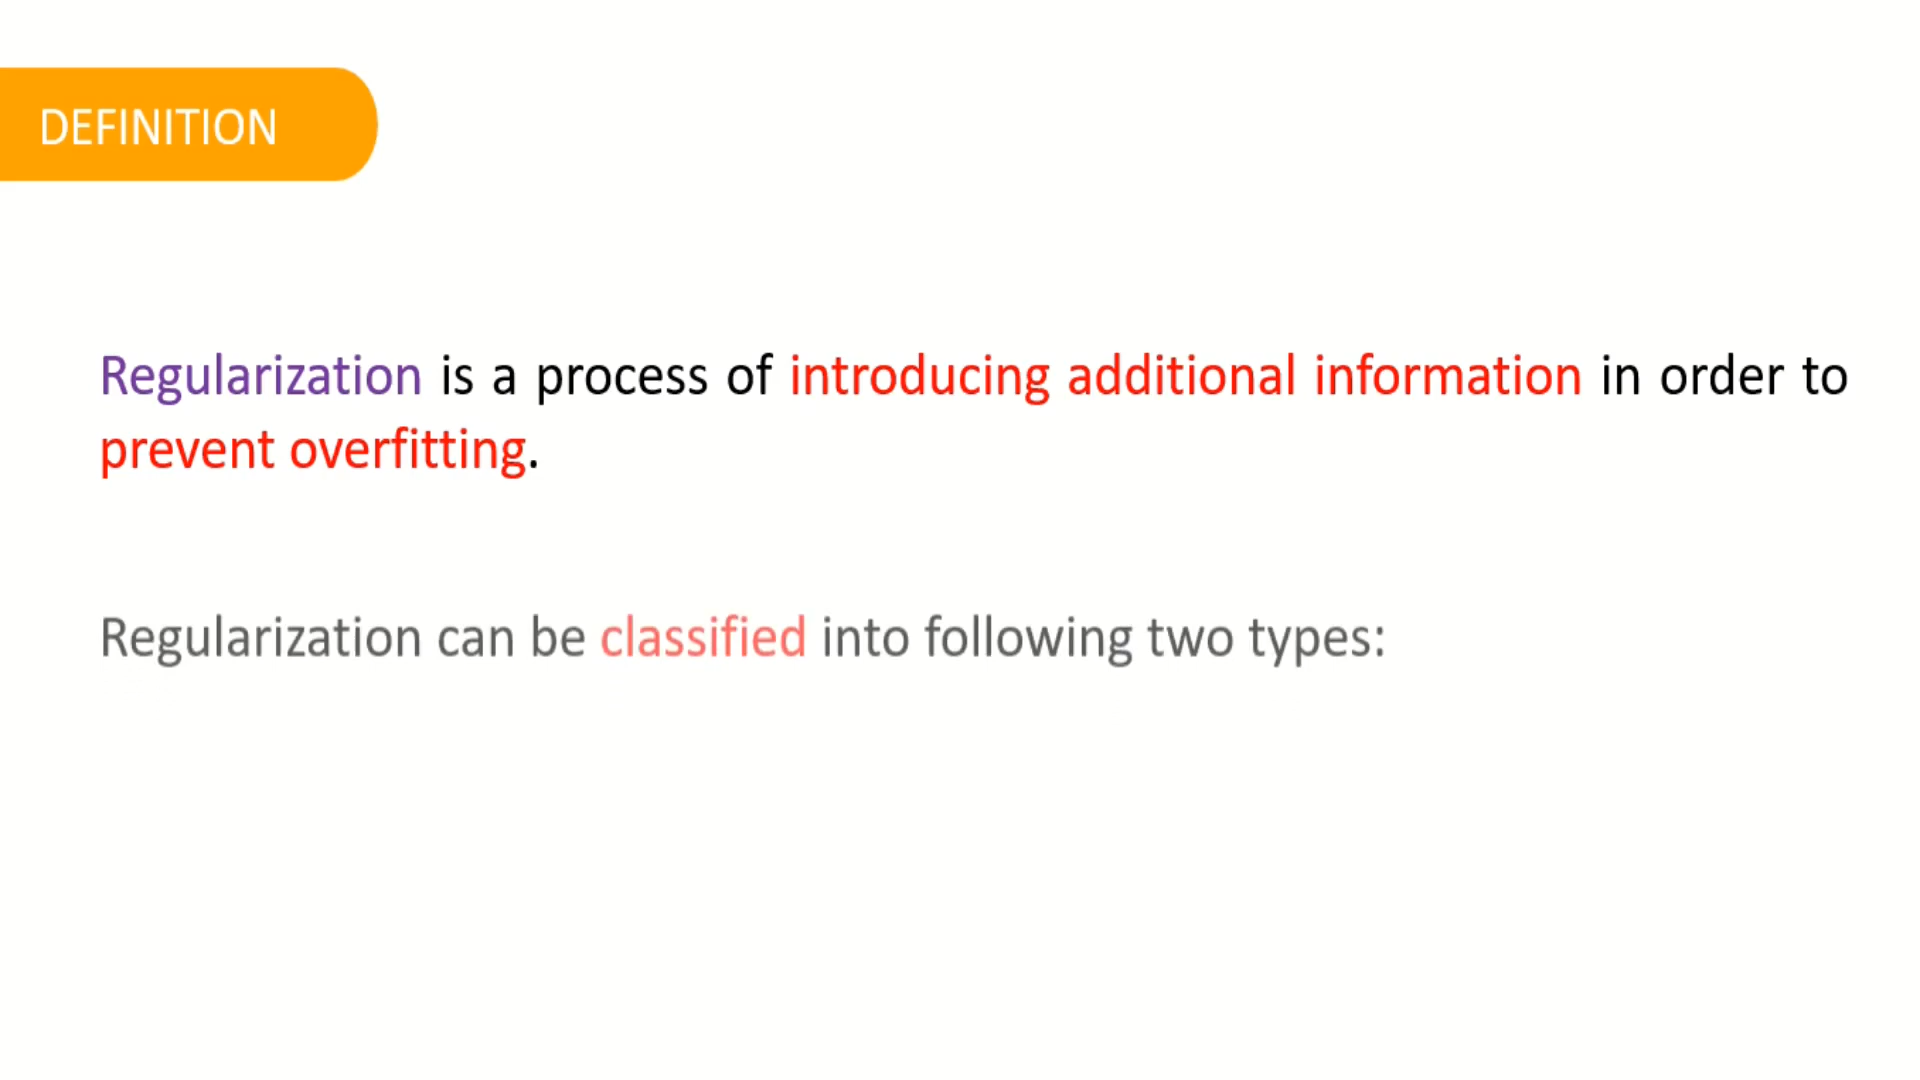 DEFINITION
Regularization is a process of introducing additional information in order to
prevent overfitting.
Regularization can be classified into following two types: